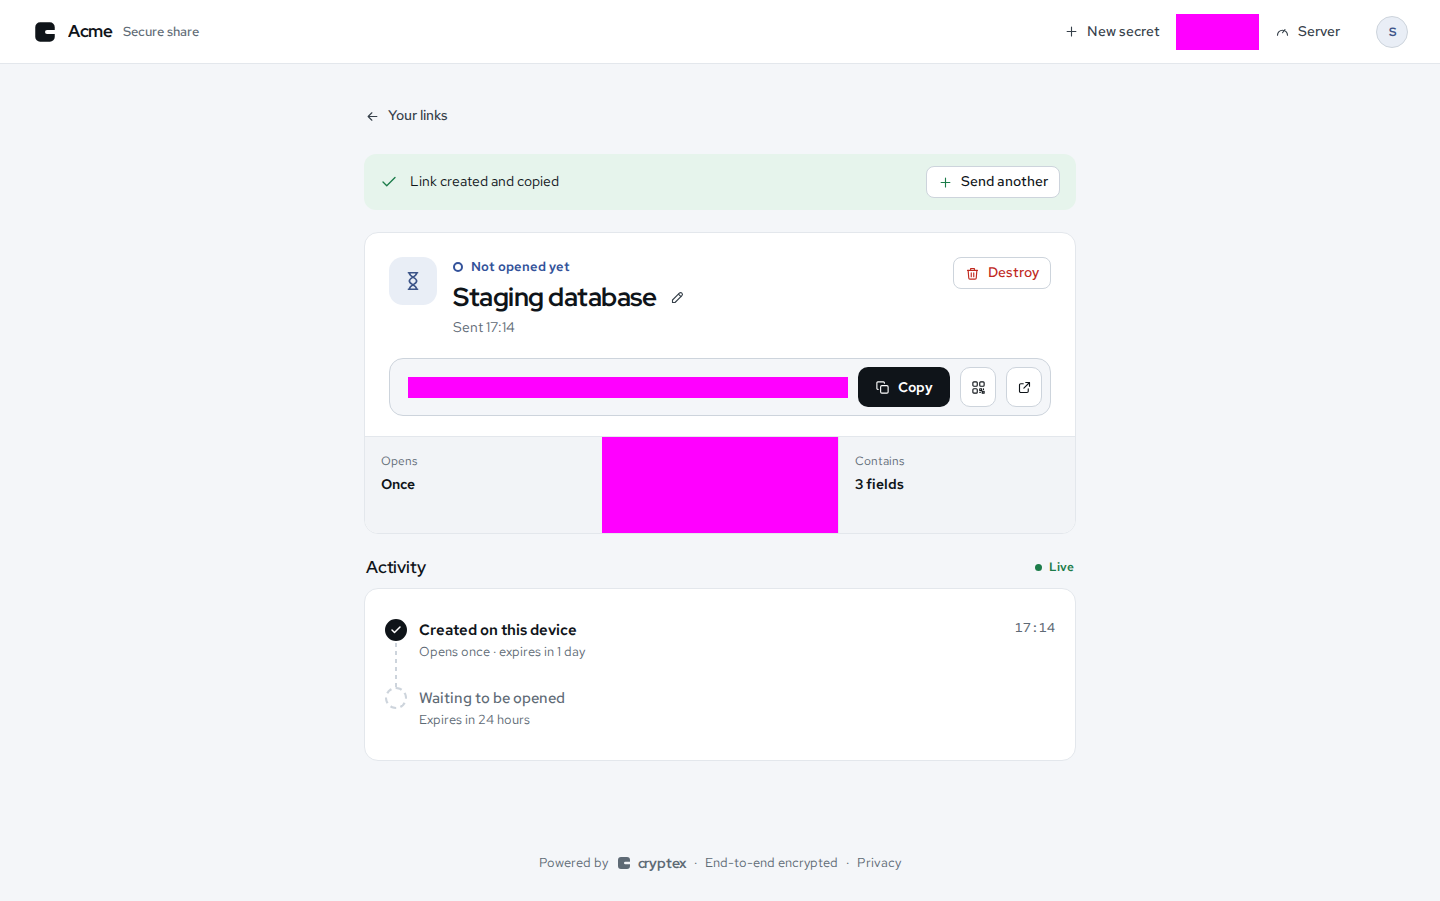 Acme Secure share
New secret
Server
S
Your links
Link created and copied
Send another
Not opened yet
Destroy
Staging database
Sent 17:14
Copy
Opens
Once
Contains
3 fields
Activity
Live
Created on this device
17:14
Opens once · expires in 1 day
Waiting to be opened
Expires in 24 hours
Powered by cryptex · End-to-end encrypted · Privacy